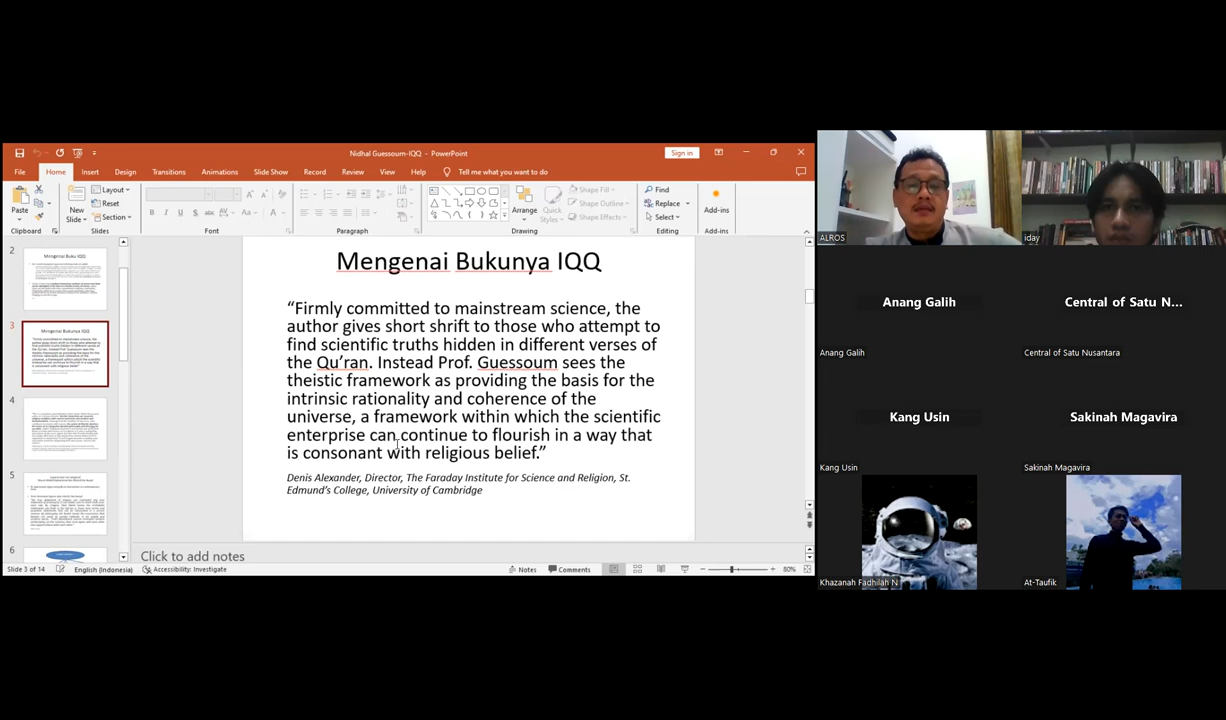 Nidhal Guessoum-IQQ - PowerPoint
Sign in
File
Home
Insert
Design
Transitions
Animations
Slide Show
Record
Review
View
Help
Tell me what you want to do
Paste
Clipboard
New
Slide
Layout
Reset
Section
Slides
Font
Paragraph
Arrange
Quick
Styles
Shape Fill
Shape Outline
Shape Effects
Drawing
Find
Replace
Select
Editing
Add-ins
Add-ins
2
3
4
5
6
Mengenai Bukunya IQQ
“Firmly committed to mainstream science, the
author gives short shrift to those who attempt to
find scientific truths hidden in different verses of
the Qu’ran. Instead Prof. Guessoum sees the
theistic framework as providing the basis for the
intrinsic rationality and coherence of the
universe, a framework within which the scientific
enterprise can continue to flourish in a way that
is consonant with religious belief.”
Denis Alexander, Director, The Faraday Institute for Science and Religion, St.
Edmund’s College, University of Cambridge
Click to add notes
Slide 3 of 14
English (Indonesia)
Accessibility: Investigate
Notes
Comments
80%
ALROS
iday
Anang Galih
Central of Satu N...
Anang Galih
Central of Satu Nusantara
Kang Usin
Sakinah Magavira
Kang Usin
Sakinah Magavira
Khazanah Fadhilah N
At-Taufik